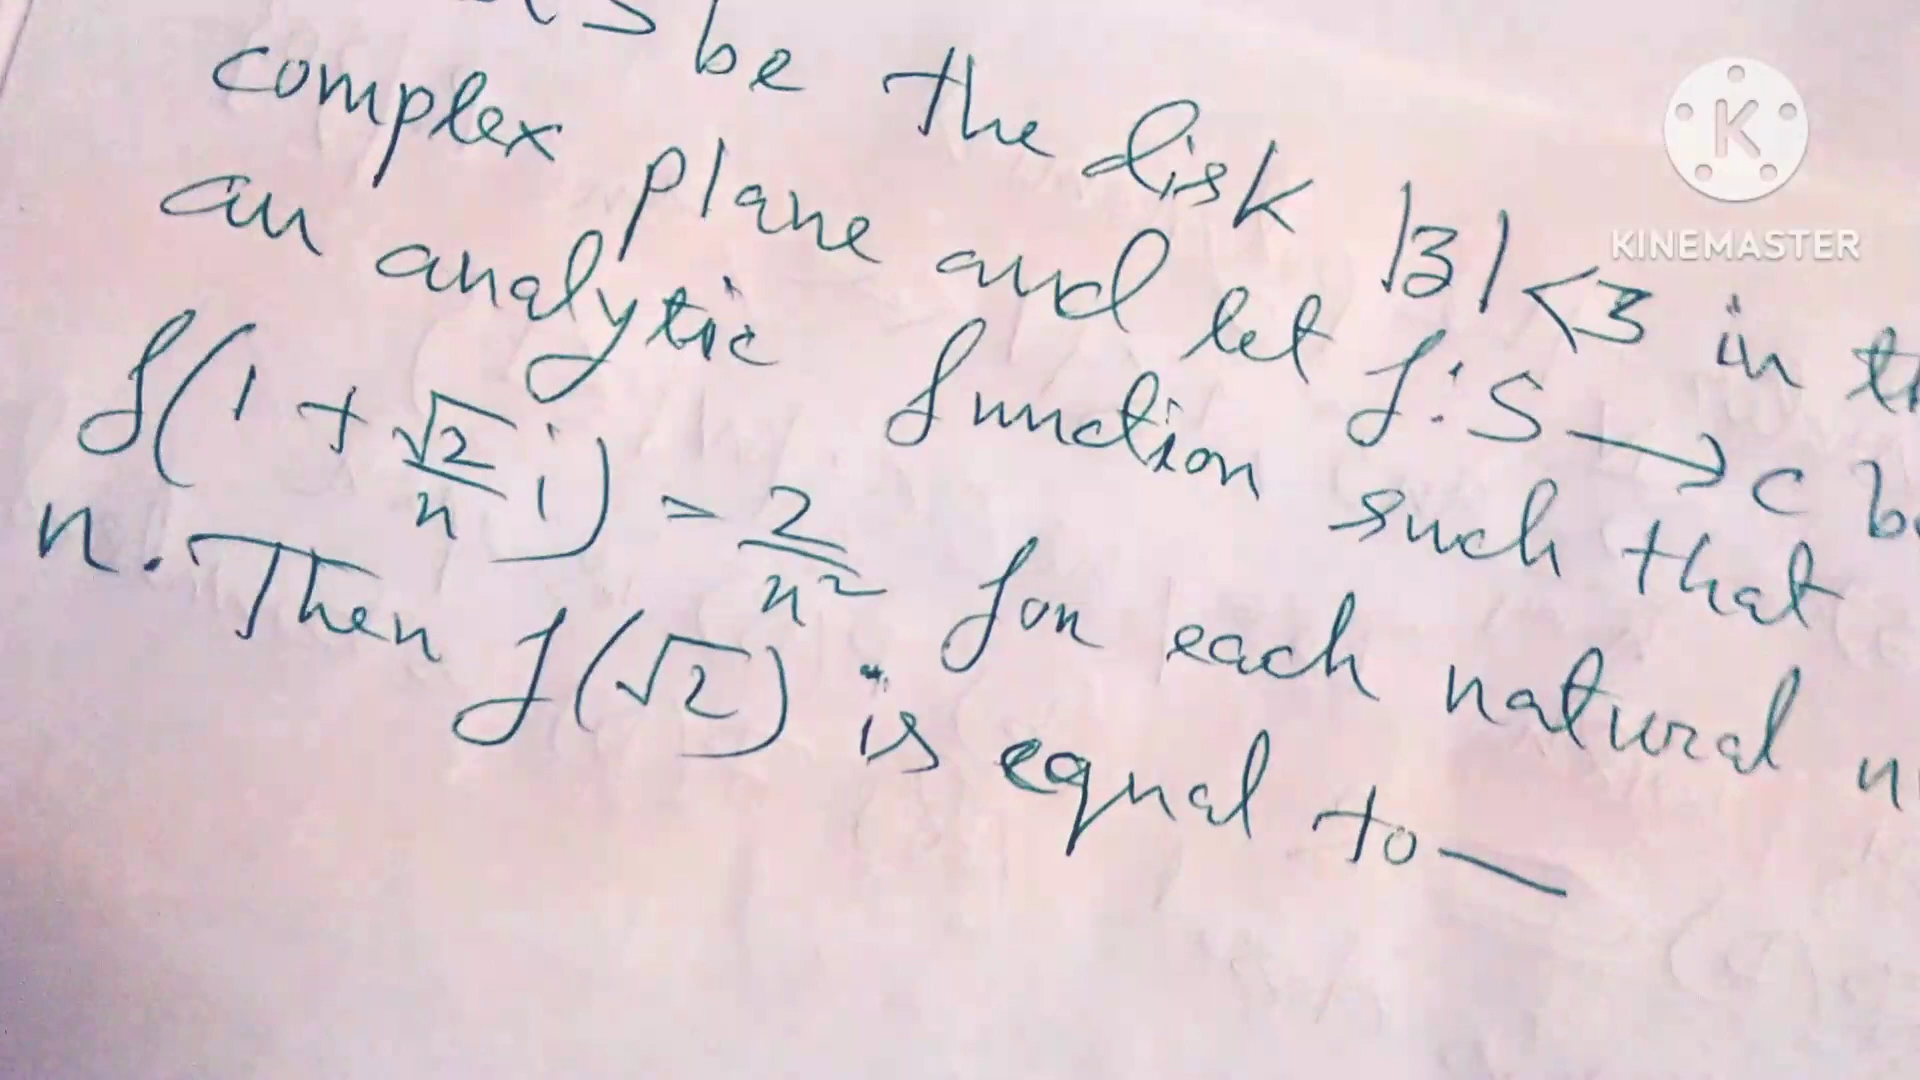 S be the disk |z|<3 in
complex plane and let f:S→C
an analytic function such that
f(1+√2/n i) = 2/n² for each natural
n. Then f(√2) is equal to —
K
KINEMASTER